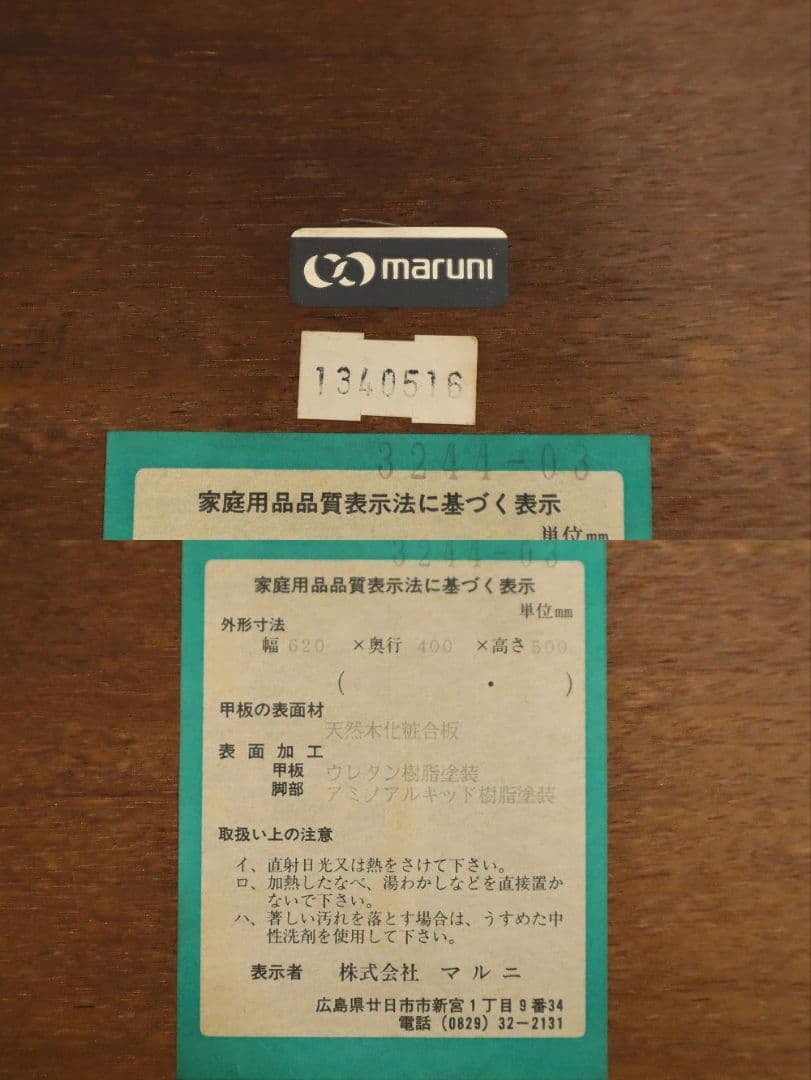 maruni
1340516
3244-03
家庭用品品質表示法に基づく表示
単位mm
3244-03
家庭用品品質表示法に基づく表示
単位mm
外形寸法
幅 620 ×奥行 400 ×高さ 500
( ・ )
甲板の表面材
天然木化粧合板
表面加工
甲板 ウレタン樹脂塗装
脚部 アミノアルキッド樹脂塗装
取扱い上の注意
イ、直射日光又は熱をさけて下さい。
ロ、加熱したなべ、湯わかしなどを直接置か
ないで下さい。
ハ、著しい汚れを落とす場合は、うすめた中
性洗剤を使用して下さい。
表示者 株式会社 マルニ
広島県廿日市市新宮1丁目9番34
電話 (0829) 32-2131